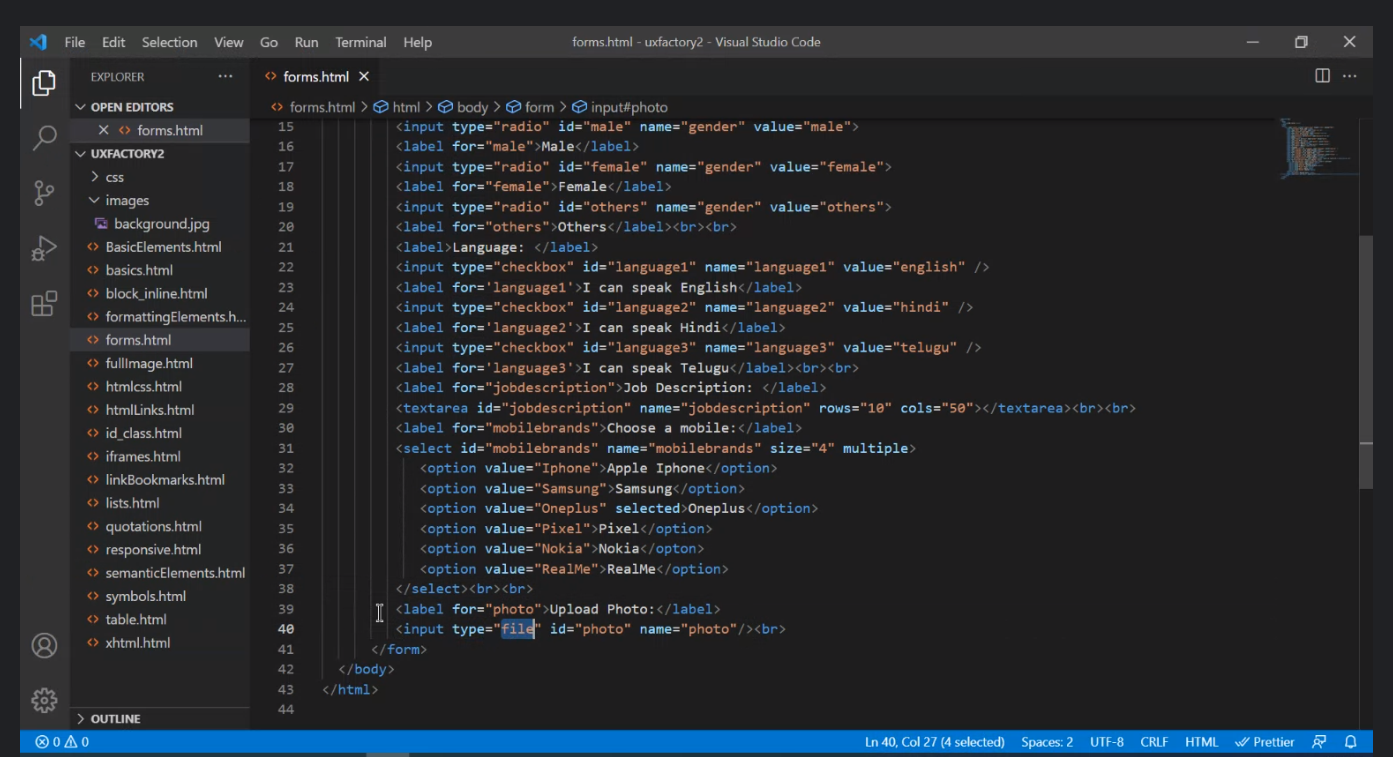 File Edit Selection View Go Run Terminal Help
forms.html - uxfactory2 - Visual Studio Code
EXPLORER ···
OPEN EDITORS
forms.html
UXFACTORY2
css
images
background.jpg
BasicElements.html
basics.html
block_inline.html
formattingElements.h...
forms.html
fullImage.html
htmlcss.html
htmlLinks.html
id_class.html
iframes.html
linkBookmarks.html
lists.html
quotations.html
responsive.html
semanticElements.html
symbols.html
table.html
xhtml.html
OUTLINE
forms.html
forms.html > html > body > form > input#photo
15 <input type="radio" id="male" name="gender" value="male">
16 <label for="male">Male</label>
17 <input type="radio" id="female" name="gender" value="female">
18 <label for="female">Female</label>
19 <input type="radio" id="others" name="gender" value="others">
20 <label for="others">Others</label><br><br>
21 <label>Language: </label>
22 <input type="checkbox" id="language1" name="language1" value="english" />
23 <label for='language1'>I can speak English</label>
24 <input type="checkbox" id="language2" name="language2" value="hindi" />
25 <label for='language2'>I can speak Hindi</label>
26 <input type="checkbox" id="language3" name="language3" value="telugu" />
27 <label for='language3'>I can speak Telugu</label><br><br>
28 <label for="jobdescription">Job Description: </label>
29 <textarea id="jobdescription" name="jobdescription" rows="10" cols="50"></textarea><br><br>
30 <label for="mobilebrands">Choose a mobile:</label>
31 <select id="mobilebrands" name="mobilebrands" size="4" multiple>
32 <option value="Iphone">Apple Iphone</option>
33 <option value="Samsung">Samsung</option>
34 <option value="Oneplus" selected>Oneplus</option>
35 <option value="Pixel">Pixel</option>
36 <option value="Nokia">Nokia</opton>
37 <option value="RealMe">RealMe</option>
38 </select><br><br>
39 <label for="photo">Upload Photo:</label>
40 <input type="file" id="photo" name="photo"/><br>
41 </form>
42 </body>
43 </html>
44
0 0
Ln 40, Col 27 (4 selected) Spaces: 2 UTF-8 CRLF HTML Prettier